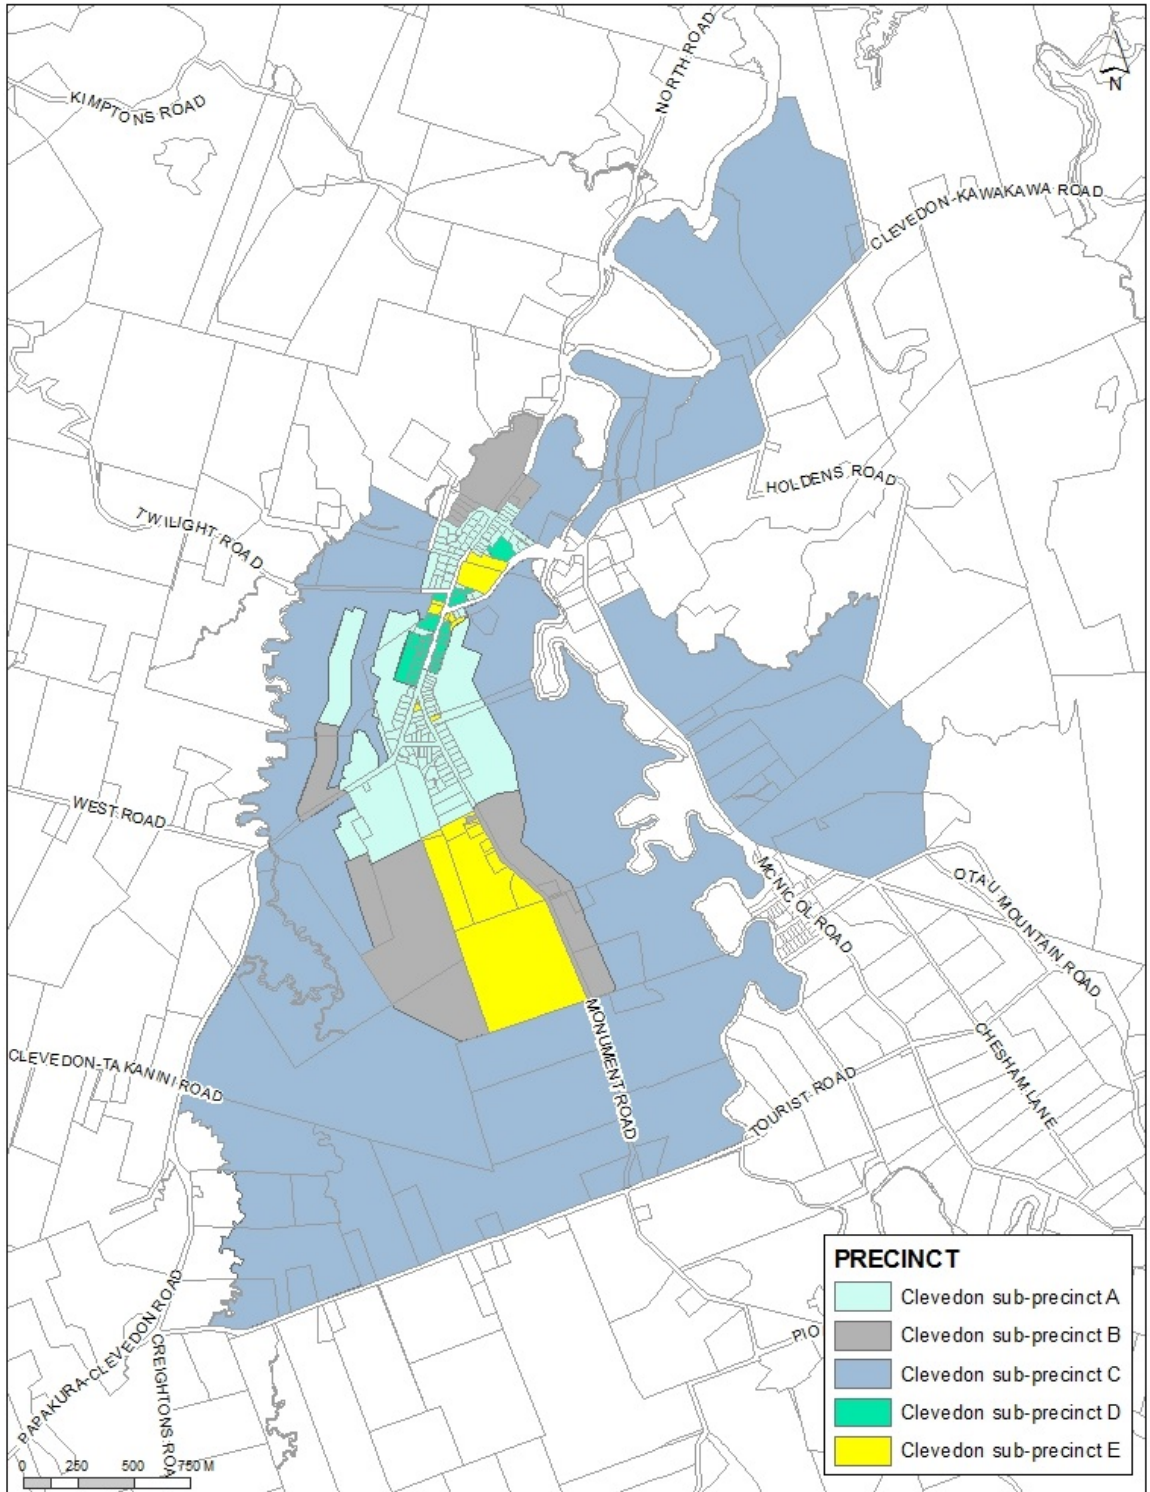 NORTH ROAD
N
KIMPTONS ROAD
CLEVEDON-KAWAKAWA ROAD
HOLDENS ROAD
TWILIGHT ROAD
WEST ROAD
MCNICOL ROAD
OTAU MOUNTAIN ROAD
MONUMENT ROAD
CHESHAM LANE
CLEVEDON-TAKANINI ROAD
TOURIST ROAD
PAPAKURA-CLEVEDON ROAD
CREIGHTONS ROA
PIO
PRECINCT
Clevedon sub-precinct A
Clevedon sub-precinct B
Clevedon sub-precinct C
Clevedon sub-precinct D
Clevedon sub-precinct E
0 250 500 750 M